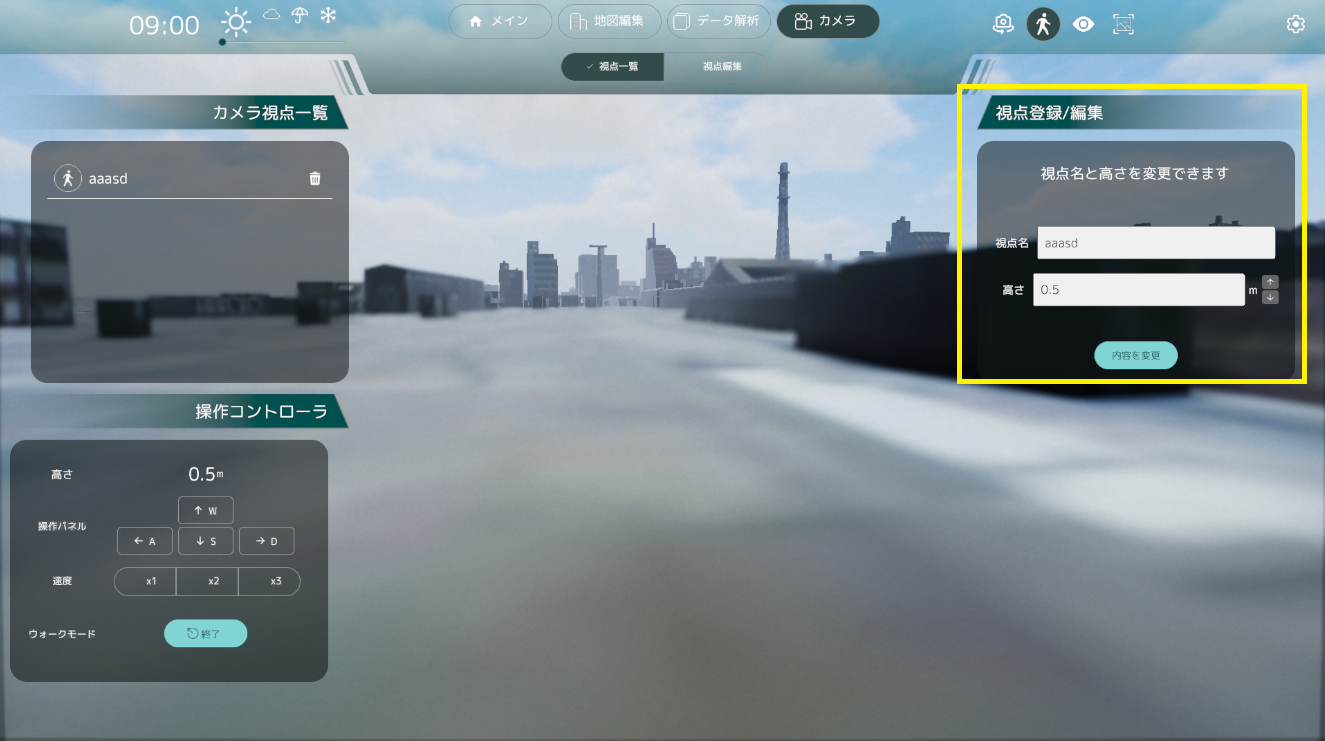 09:00
メイン
地図編集
データ解析
カメラ
視点一覧
視点編集
カメラ視点一覧
aaasd
操作コントローラ
高さ
0.5m
操作パネル
↑ W
← A
↓ S
→ D
速度
x1
x2
x3
ウォークモード
終了
視点登録/編集
視点名と高さを変更できます
視点名
aaasd
高さ
0.5
m
↑
↓
内容を変更